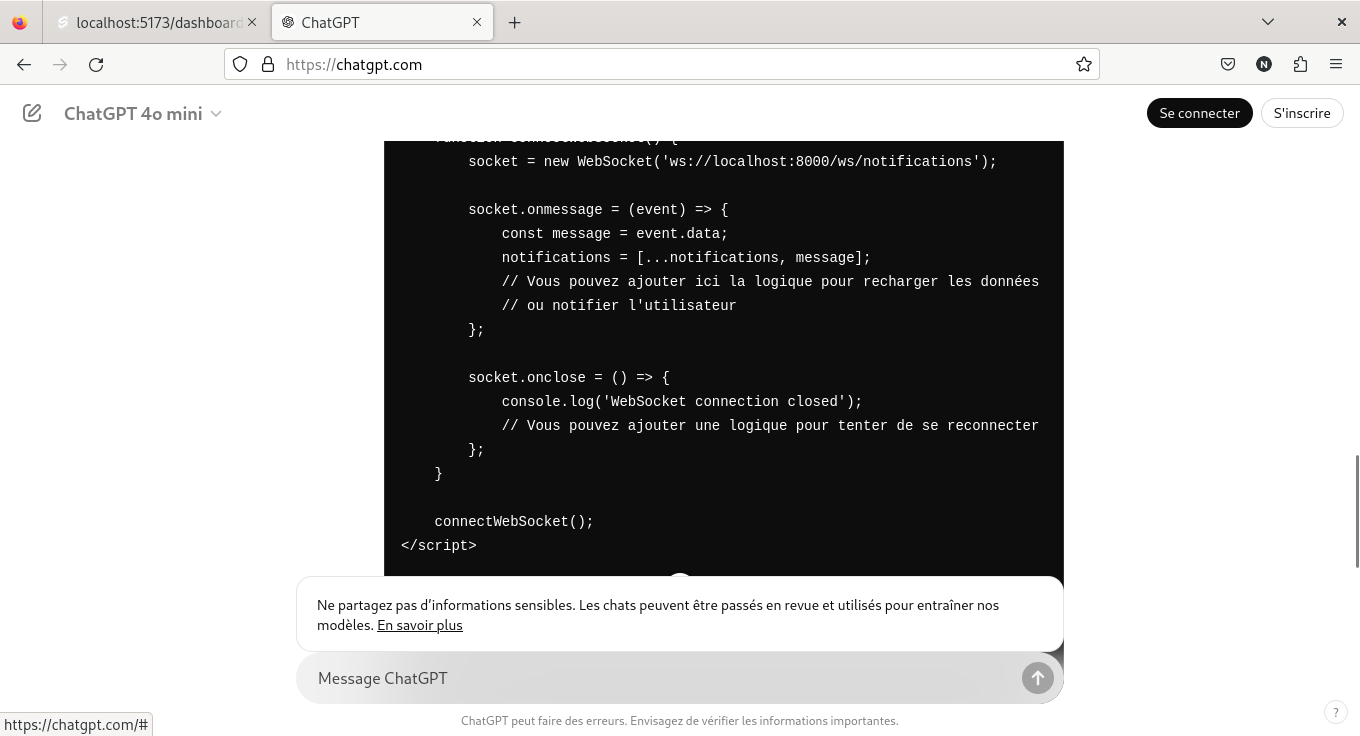 localhost:5173/dashboard
ChatGPT
https://chatgpt.com
N
ChatGPT 4o mini
Se connecter
S'inscrire
function connectWebSocket() {
socket = new WebSocket('ws://localhost:8000/ws/notifications');
socket.onmessage = (event) => {
const message = event.data;
notifications = [...notifications, message];
// Vous pouvez ajouter ici la logique pour recharger les données
// ou notifier l'utilisateur
};
socket.onclose = () => {
console.log('WebSocket connection closed');
// Vous pouvez ajouter une logique pour tenter de se reconnecter
};
}
connectWebSocket();
</script>
Ne partagez pas d’informations sensibles. Les chats peuvent être passés en revue et utilisés pour entraîner nos
modèles. En savoir plus
Message ChatGPT
https://chatgpt.com/#
ChatGPT peut faire des erreurs. Envisagez de vérifier les informations importantes.
?